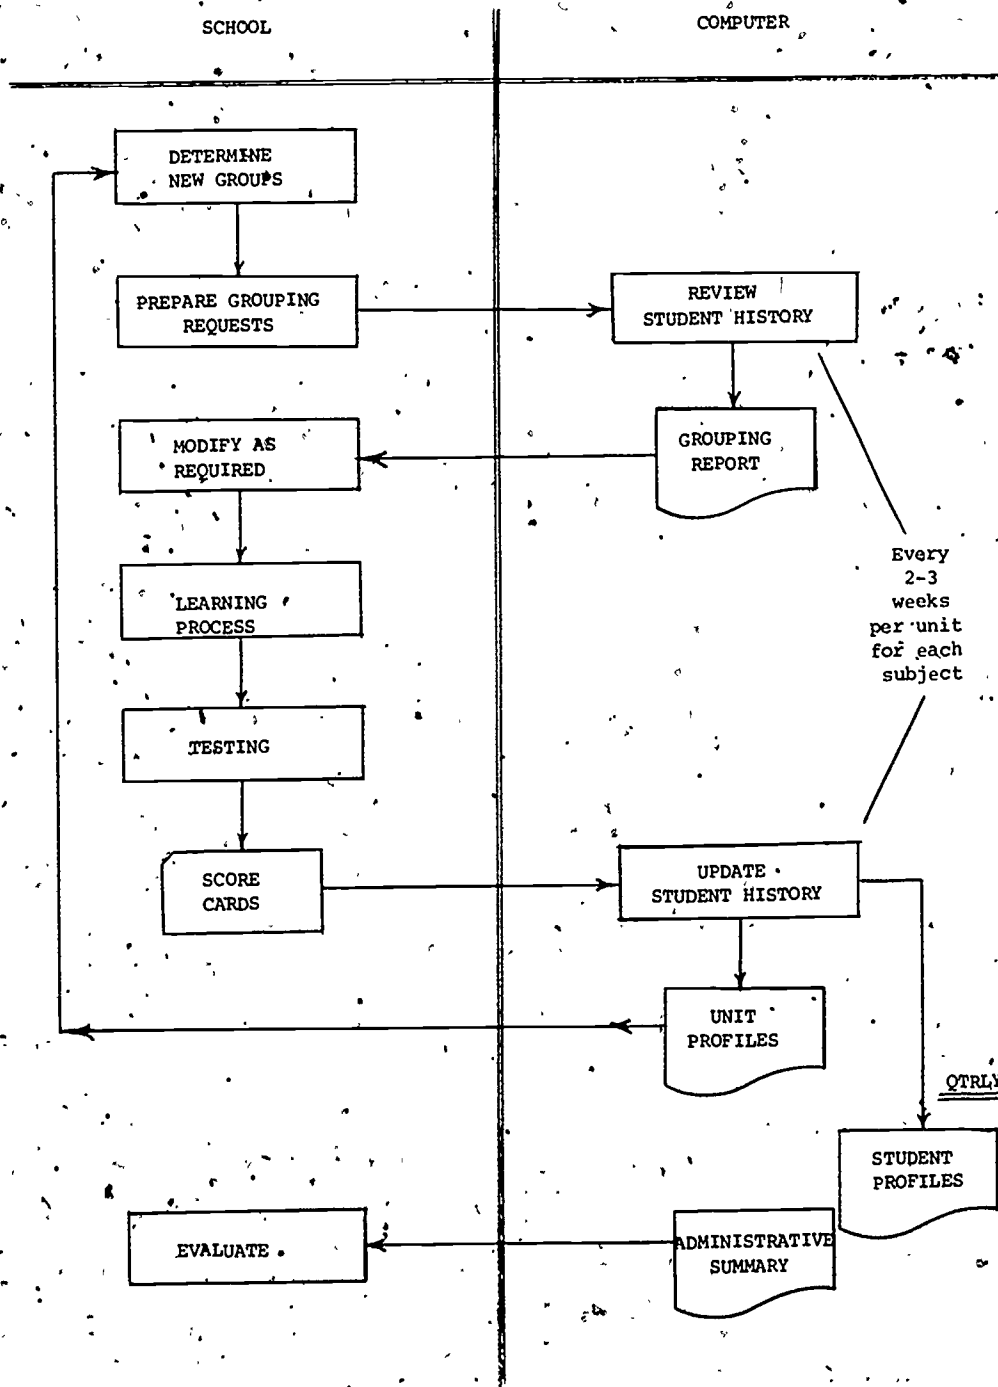 SCHOOL
COMPUTER
DETERMINE
NEW GROUPS
PREPARE GROUPING
REQUESTS
REVIEW
STUDENT HISTORY
GROUPING
REPORT
MODIFY AS
REQUIRED
LEARNING
PROCESS
TESTING
SCORE
CARDS
Every
2-3
weeks
per unit
for each
subject
UPDATE
STUDENT HISTORY
UNIT
PROFILES
QTRLY
STUDENT
PROFILES
ADMINISTRATIVE
SUMMARY
EVALUATE